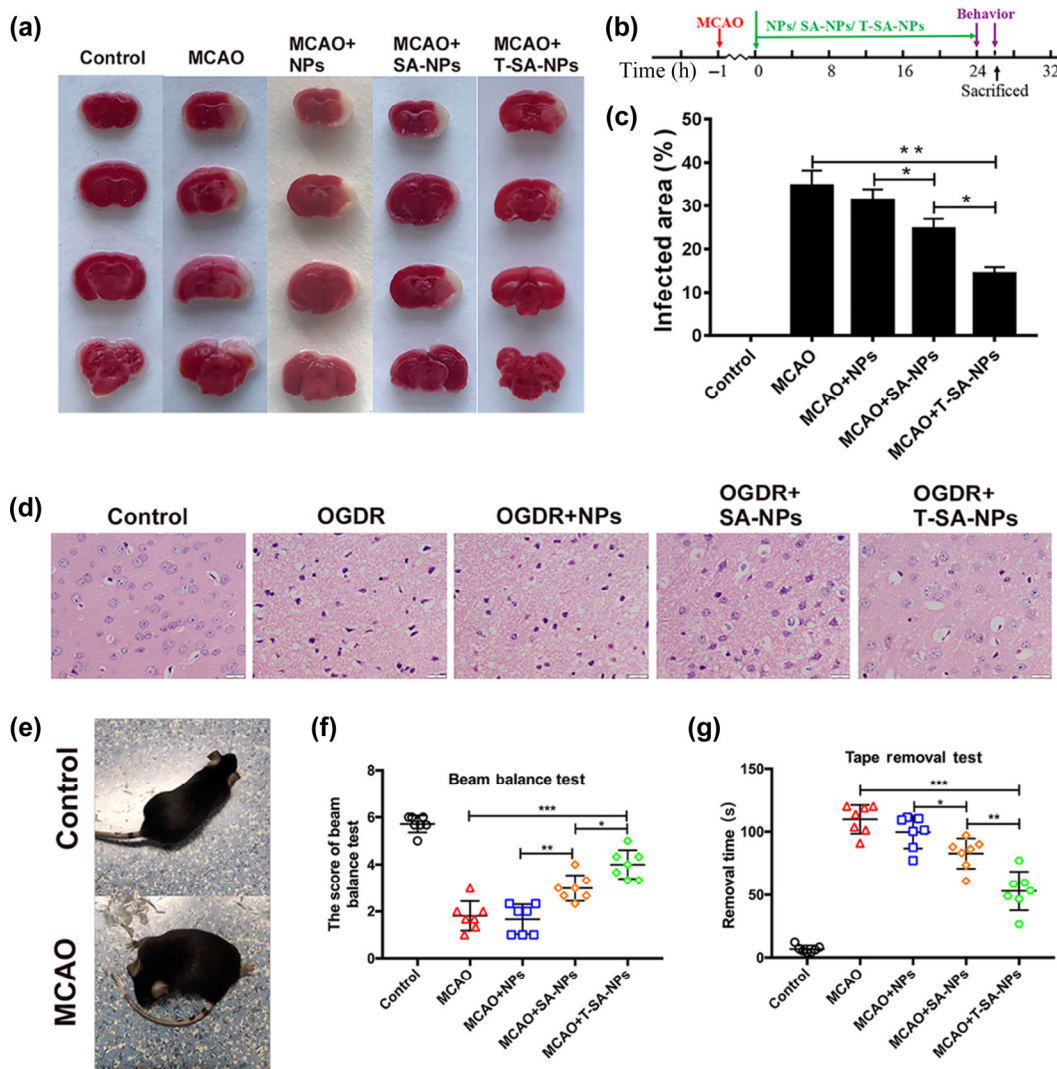 (a)
Control
MCAO
MCAO+
NPs
MCAO+
SA-NPs
MCAO+
T-SA-NPs
(b)
MCAO
NPs/ SA-NPs/ T-SA-NPs
Behavior
Time (h)
−1
0
8
16
24
32
Sacrificed
(c)
Infected area (%)
50
40
30
20
10
0
* *
*
*
Control
MCAO
MCAO+NPs
MCAO+SA-NPs
MCAO+T-SA-NPs
(d)
Control
OGDR
OGDR+NPs
OGDR+
SA-NPs
OGDR+
T-SA-NPs
(e)
Control
MCAO
(f)
Beam balance test
The score of beam
balance test
8
6
4
2
0
***
*
**
Control
MCAO
MCAO+NPs
MCAO+SA-NPs
MCAO+T-SA-NPs
(g)
Tape removal test
Removal time (s)
150
100
50
0
***
*
**
Control
MCAO
MCAO+NPs
MCAO+SA-NPs
MCAO+T-SA-NPs